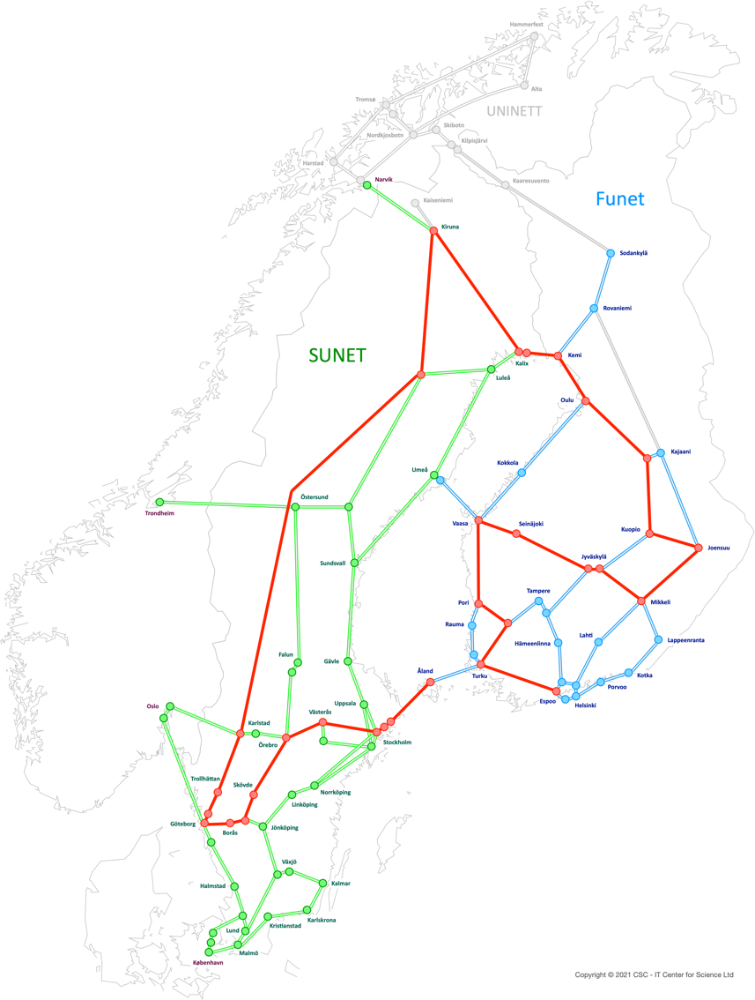 Hammerfest
Alta
Tromsø
UNINETT
Skibotn
Nordkjosbotn
Kilpisjärvi
Harstad
Narvik
Kaaresuvanto
Kaiseniemi
Funet
Kiruna
Sodankylä
Rovaniemi
SUNET
Kalix
Kemi
Luleå
Oulu
Kajaani
Kokkola
Umeå
Östersund
Trondheim
Vaasa
Seinäjoki
Kuopio
Joensuu
Jyväskylä
Sundsvall
Tampere
Pori
Mikkeli
Rauma
Lahti
Hämeenlinna
Lappeenranta
Falun
Gävle
Åland
Turku
Kotka
Porvoo
Espoo
Helsinki
Uppsala
Oslo
Västerås
Karlstad
Örebro
Stockholm
Trollhättan
Skövde
Norrköping
Linköping
Göteborg
Borås
Jönköping
Växjö
Kalmar
Halmstad
Karlskrona
Kristianstad
Lund
Malmö
København
Copyright © 2021 CSC - IT Center for Science Ltd